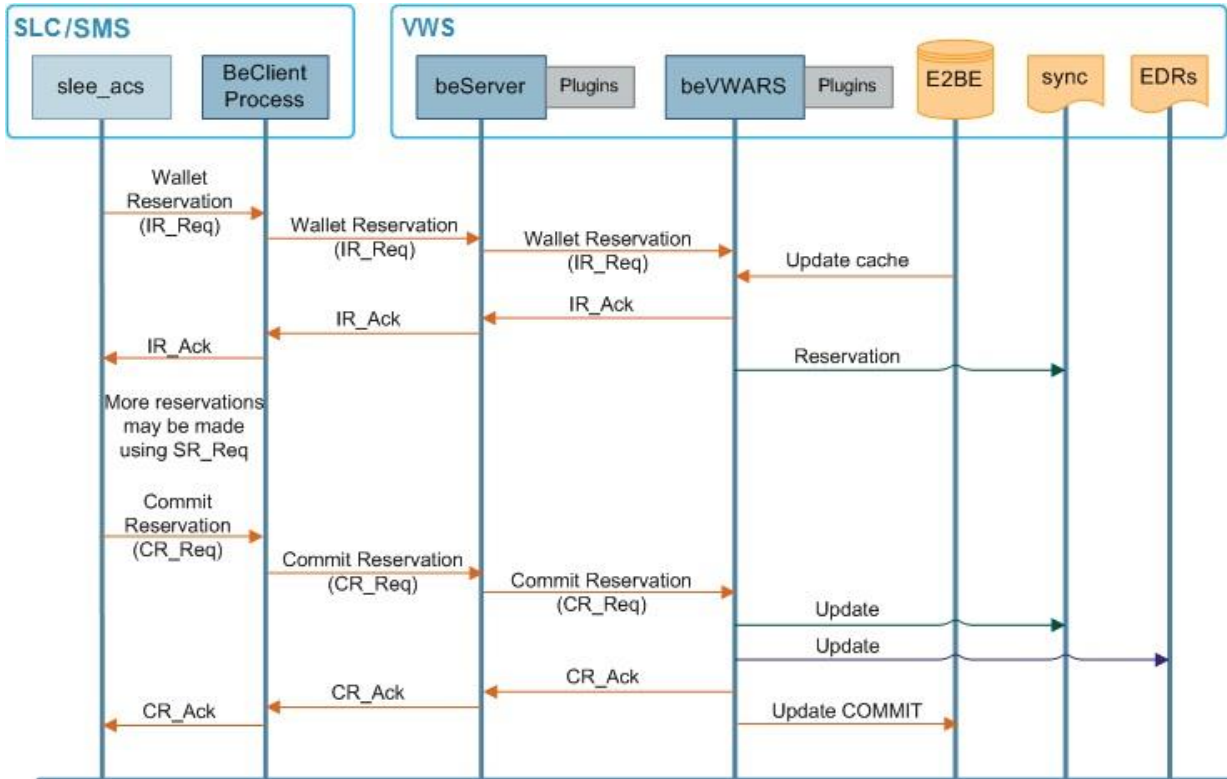 SLC/SMS
VWS
slee_acs
BeClient
Process
beServer
Plugins
beVWARS
Plugins
E2BE
sync
EDRs
Wallet
Reservation
(IR_Req)
Wallet Reservation
(IR_Req)
Wallet Reservation
(IR_Req)
Update cache
IR_Ack
IR_Ack
IR_Ack
Reservation
More reservations
may be made
using SR_Req
Commit
Reservation
(CR_Req)
Commit Reservation
(CR_Req)
Commit Reservation
(CR_Req)
Update
Update
CR_Ack
CR_Ack
CR_Ack
Update COMMIT